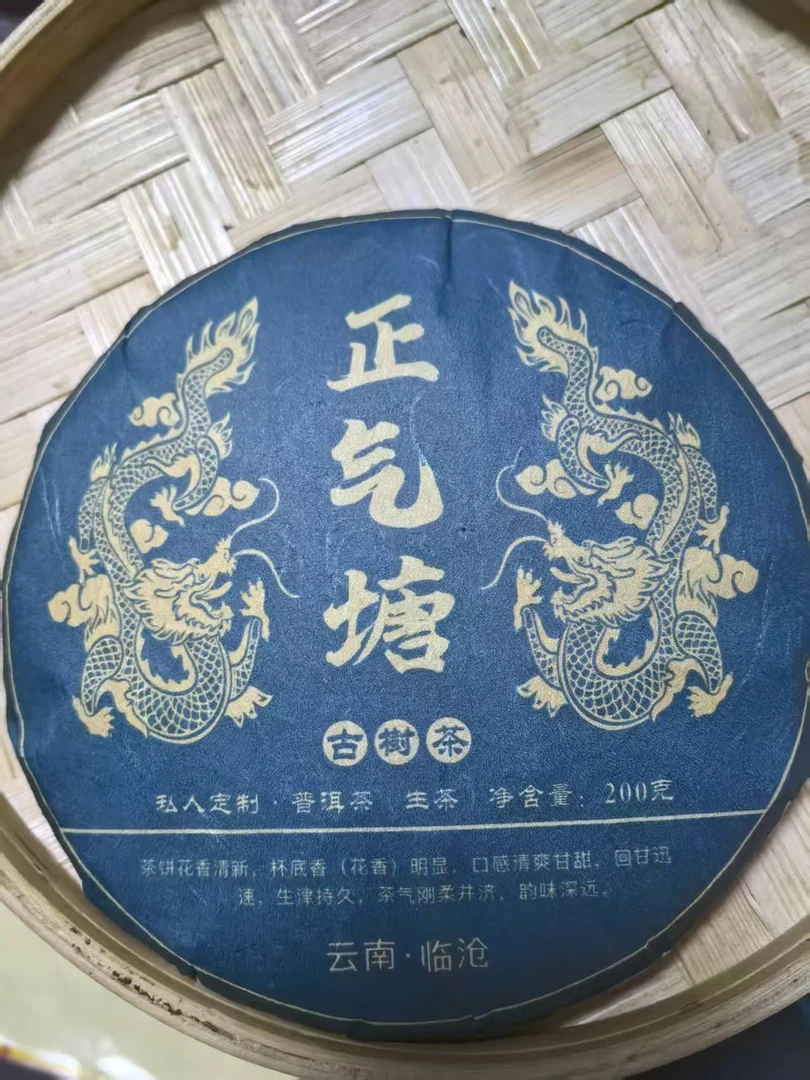 正气塘
古樹茶
私人定制·普洱茶 生茶 净含量：200克
茶饼花香清新，杯底香（花香）明显，口感清爽甘甜，回甘迅
速，生津持久，茶气刚柔并济，韵味深远。
云南·临沧